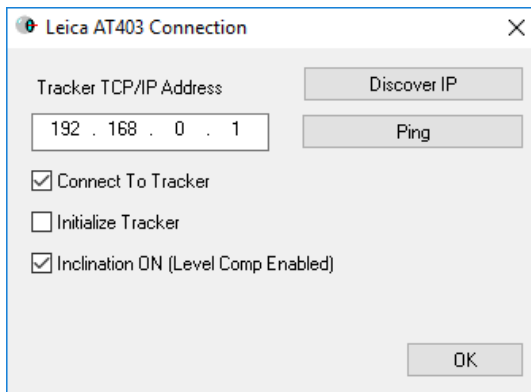 Leica AT403 Connection
Tracker TCP/IP Address
Discover IP
192 . 168 . 0 . 1
Ping
Connect To Tracker
Initialize Tracker
Inclination ON (Level Comp Enabled)
OK